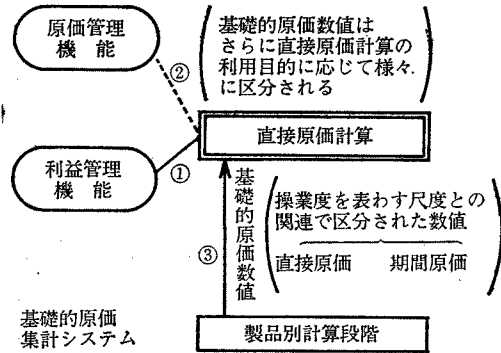 原価管理
機能
基礎的原価数値は
さらに直接原価計算の
利用目的に応じて様々
に区分される
②
直接原価計算
利益管理
機能
①
基礎的原価数値
③
操業度を表わす尺度との
関連で区分された数値
直接原価 期間原価
基礎的原価
集計システム
製品別計算段階